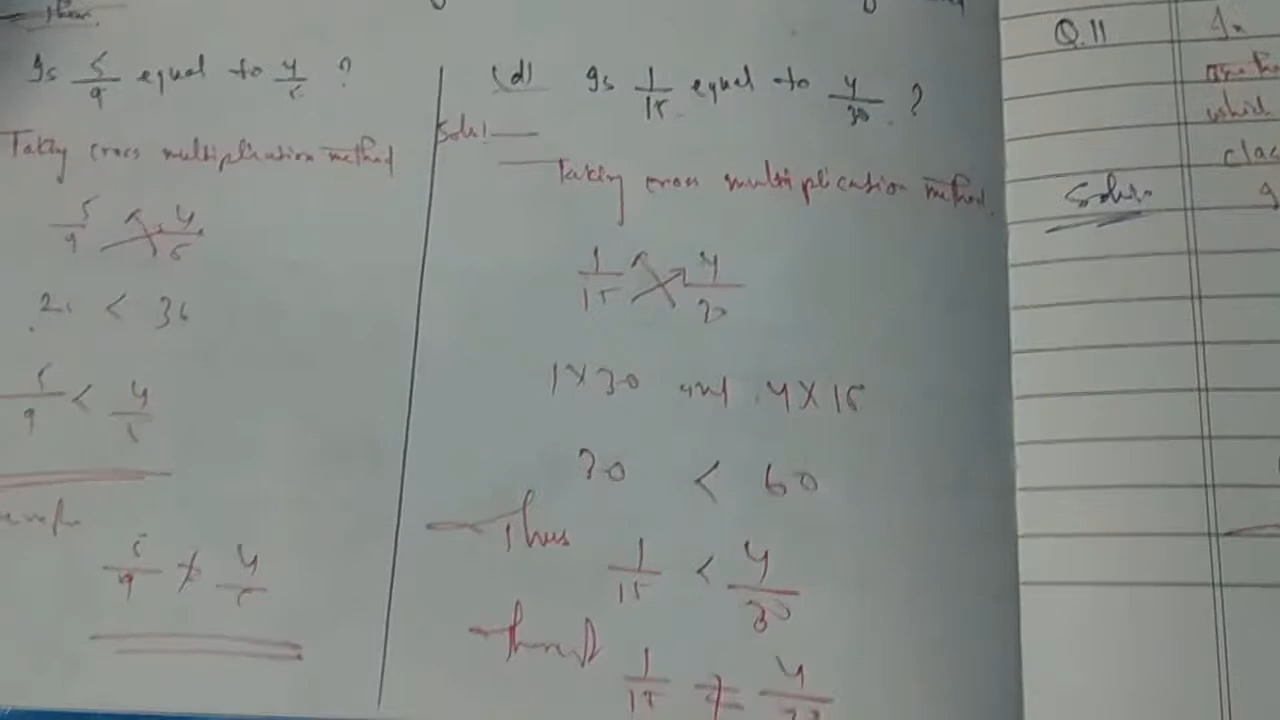 Is 5/9 equal to 4/5 ?
Taking cross multiplication method
5/9 4/5
25 < 36
5/9 < 4/5
5/9 ≠ 4/5
(d) Is 1/15 equal to 4/30 ?
Sol:—
Taking cross multiplication method
1/15 4/30
1×30 and 4×15
30 < 60
Thus
1/15 < 4/30
1/15 ≠ 4/30
Q.11
Soln